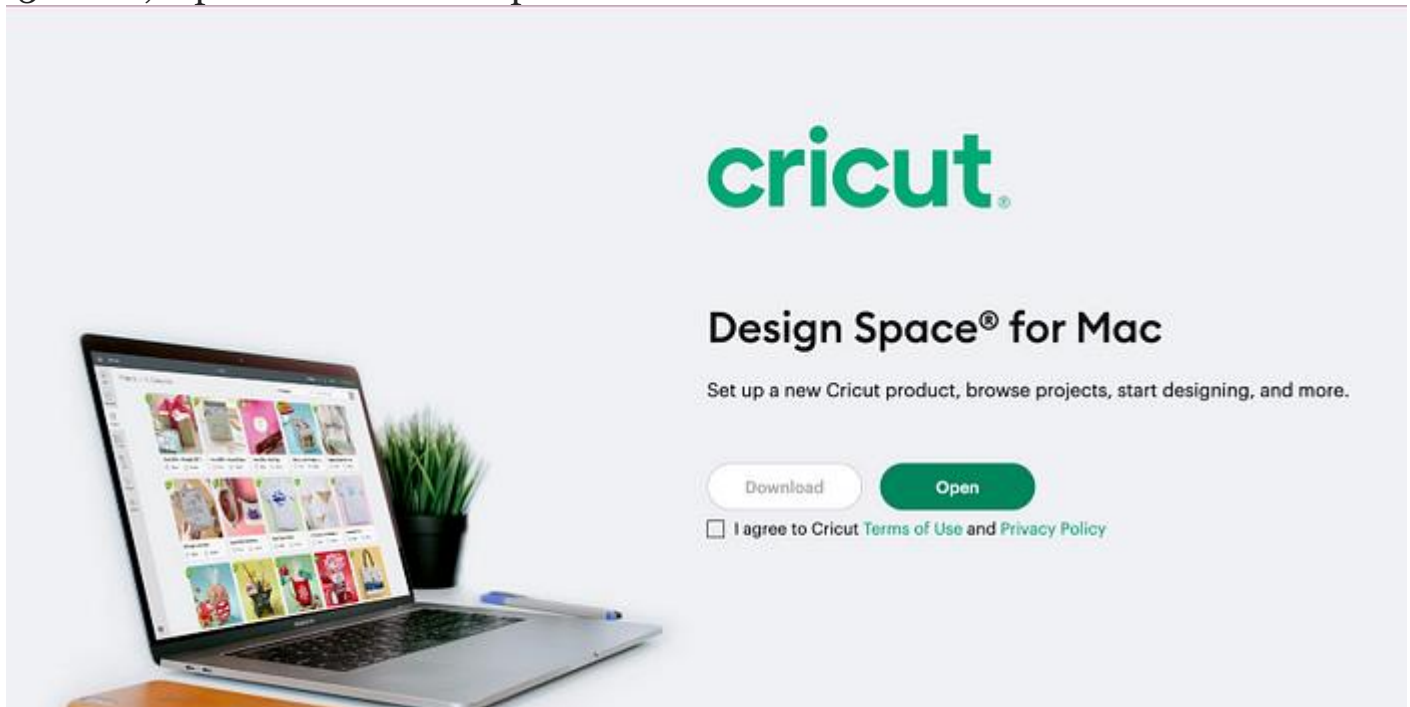 cricut®
Design Space® for Mac
Set up a new Cricut product, browse projects, start designing, and more.
Download
Open
I agree to Cricut Terms of Use and Privacy Policy